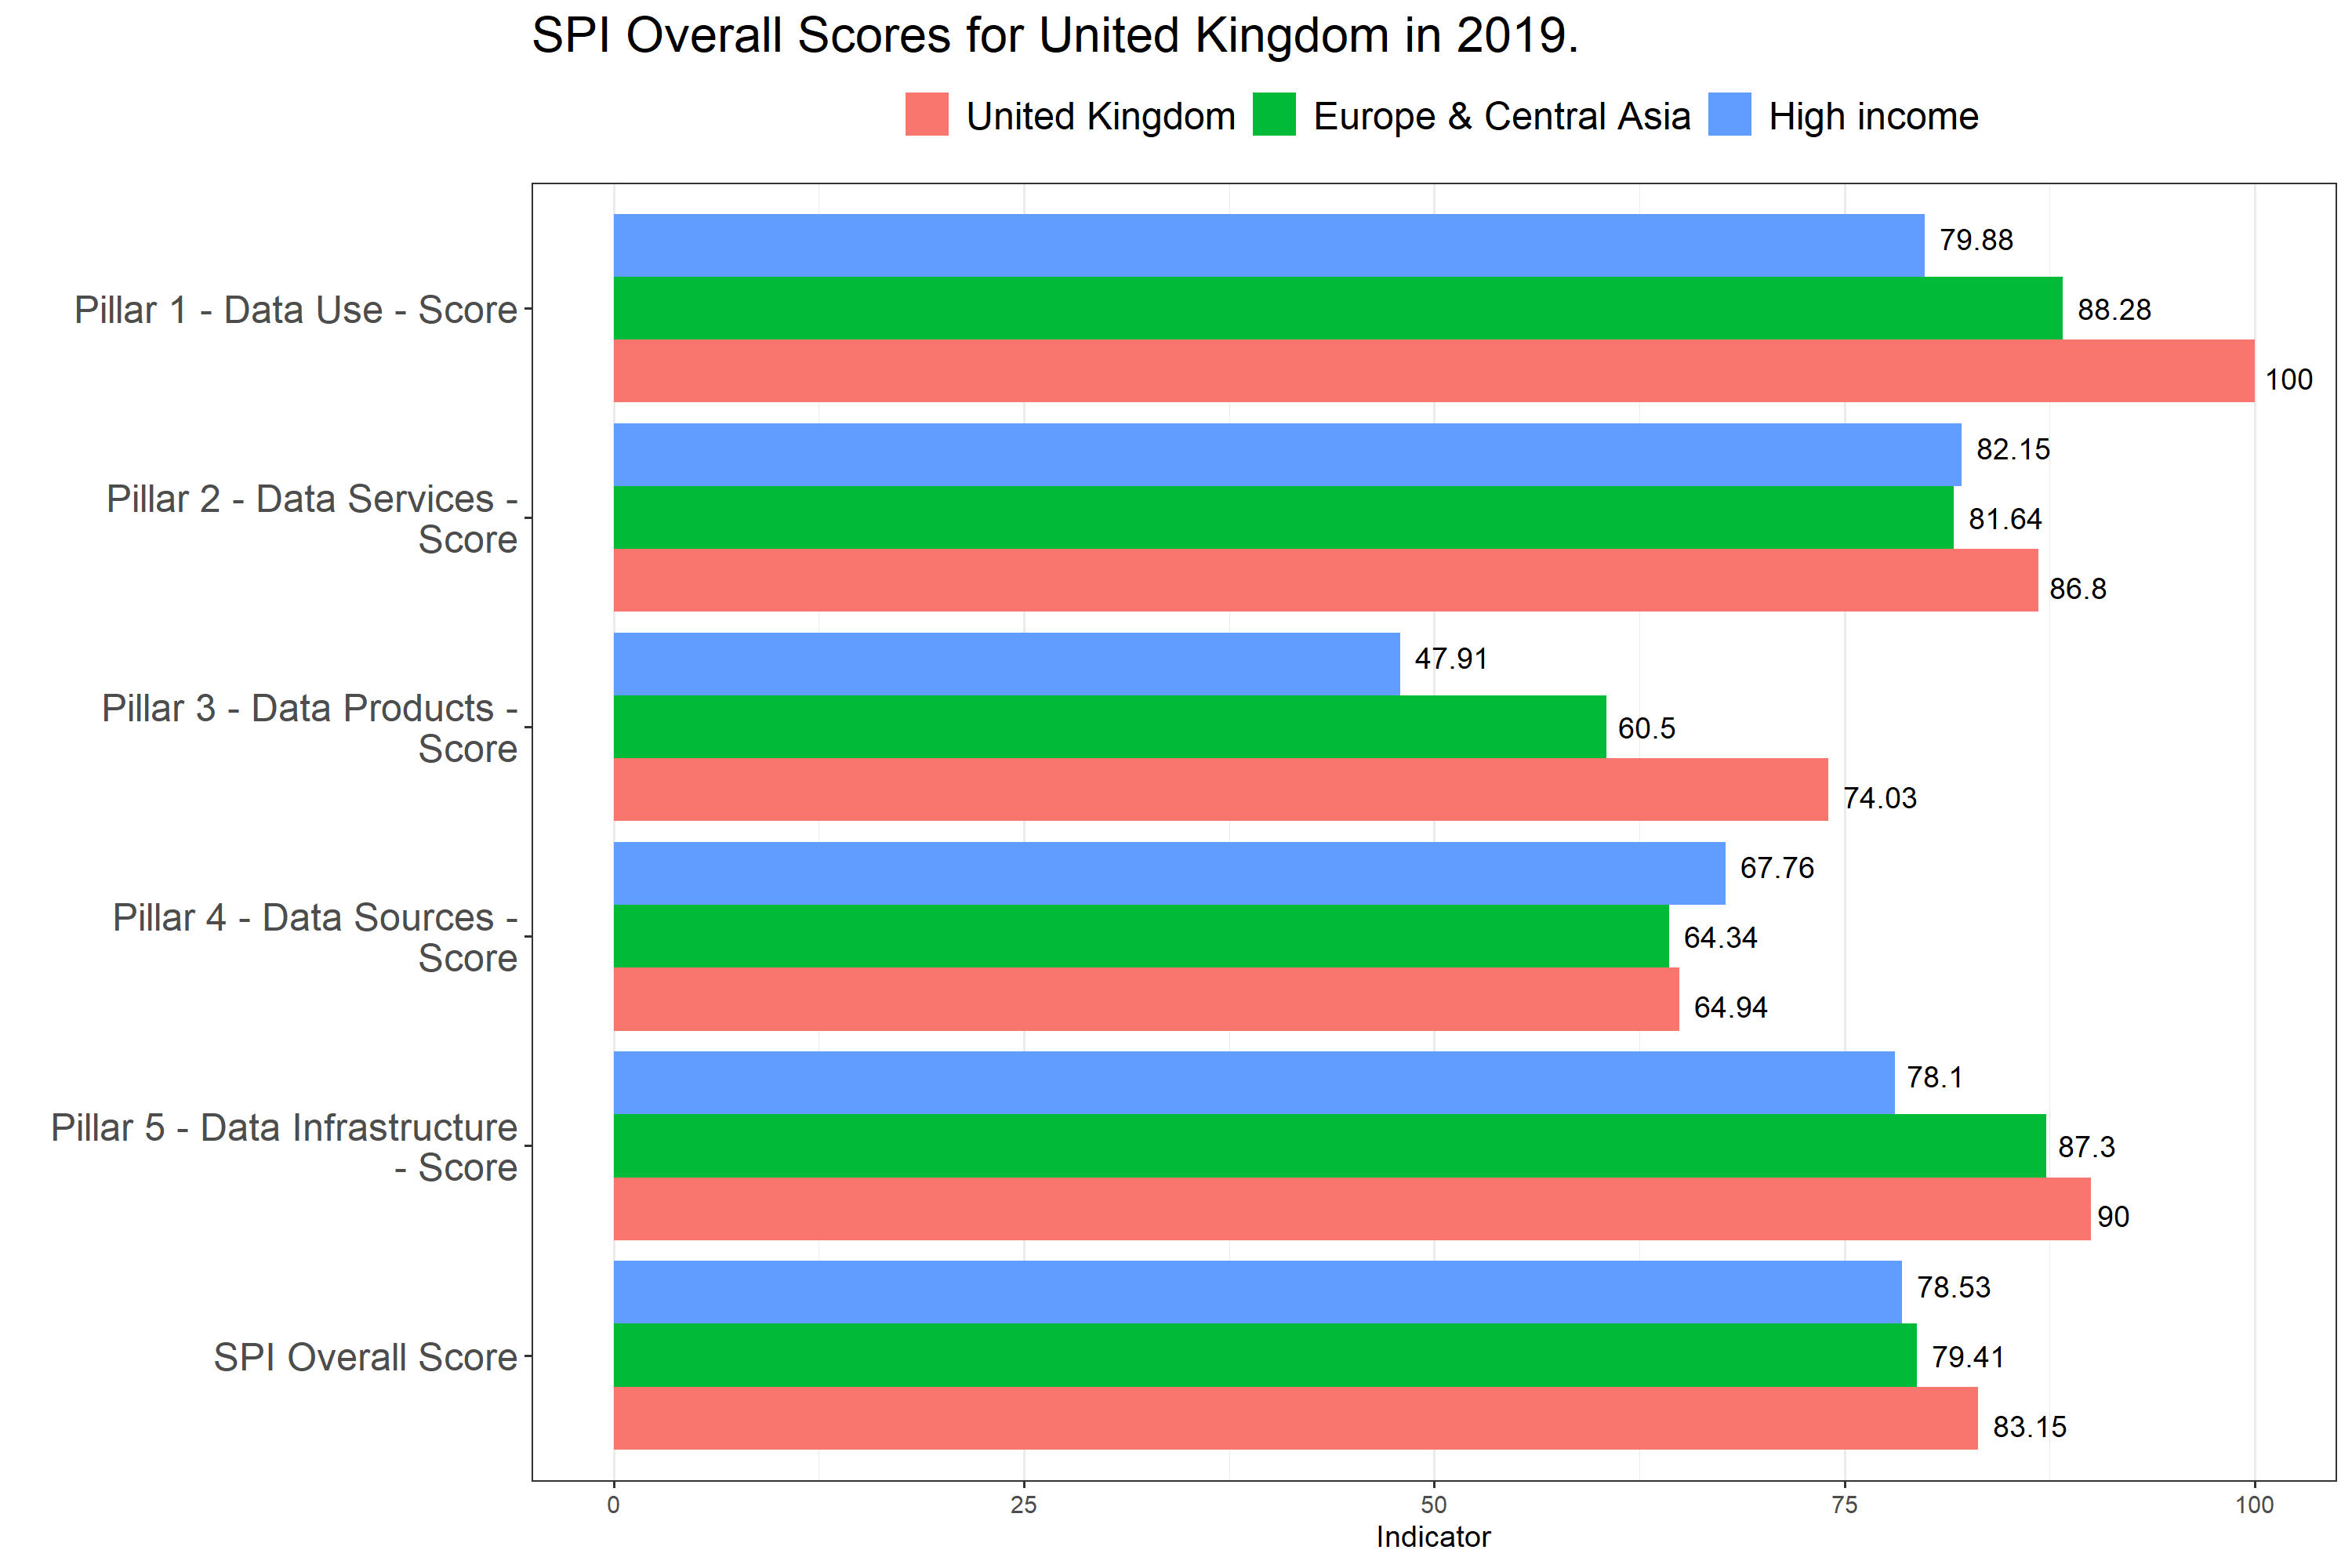 SPI Overall Scores for United Kingdom in 2019.
United Kingdom Europe & Central Asia High income
Pillar 1 - Data Use - Score
79.88
88.28
100
Pillar 2 - Data Services -
Score
82.15
81.64
86.8
Pillar 3 - Data Products -
Score
47.91
60.5
74.03
Pillar 4 - Data Sources -
Score
67.76
64.34
64.94
Pillar 5 - Data Infrastructure
- Score
78.1
87.3
90
SPI Overall Score
78.53
79.41
83.15
0 25 50 75 100
Indicator